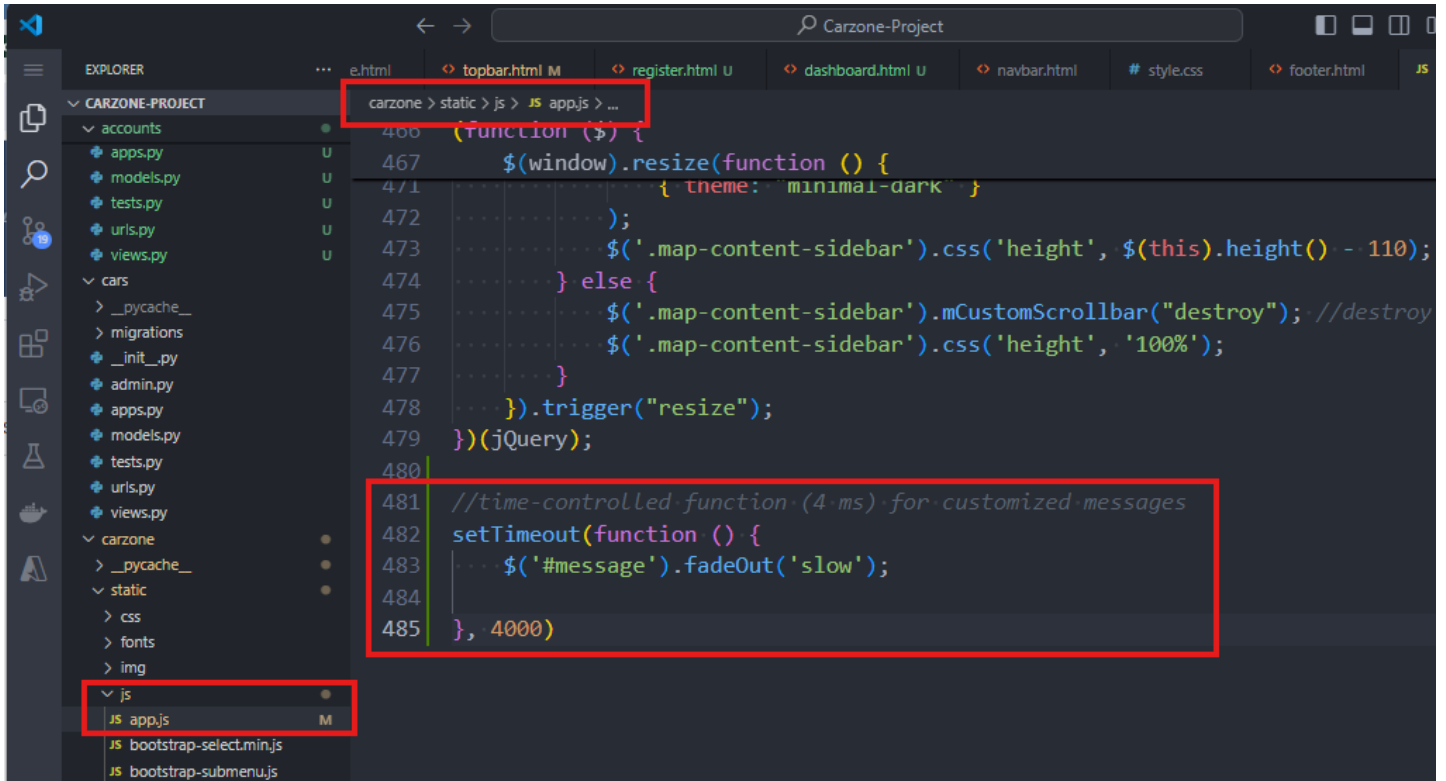 Carzone-Project
EXPLORER ...
e.html
topbar.html M
register.html U
dashboard.html U
navbar.html
# style.css
footer.html
JS
CARZONE-PROJECT
carzone > static > js > JS app.js > ...
accounts
apps.py U
models.py U
tests.py U
urls.py U
views.py U
cars
__pycache__
migrations
__init__.py
admin.py
apps.py
models.py
tests.py
urls.py
views.py
carzone
__pycache__
static
css
fonts
img
js
JS app.js M
JS bootstrap-select.min.js
JS bootstrap-submenu.js
19
466 (function ($) {
467 $(window).resize(function () {
471 { theme: "minimal-dark" }
472 );
473 $('.map-content-sidebar').css('height', $(this).height() - 110);
474 } else {
475 $('.map-content-sidebar').mCustomScrollbar("destroy"); //destroy
476 $('.map-content-sidebar').css('height', '100%');
477 }
478 }).trigger("resize");
479 })(jQuery);
480
481 //time-controlled function (4 ms) for customized messages
482 setTimeout(function () {
483 $('#message').fadeOut('slow');
484
485 }, 4000)